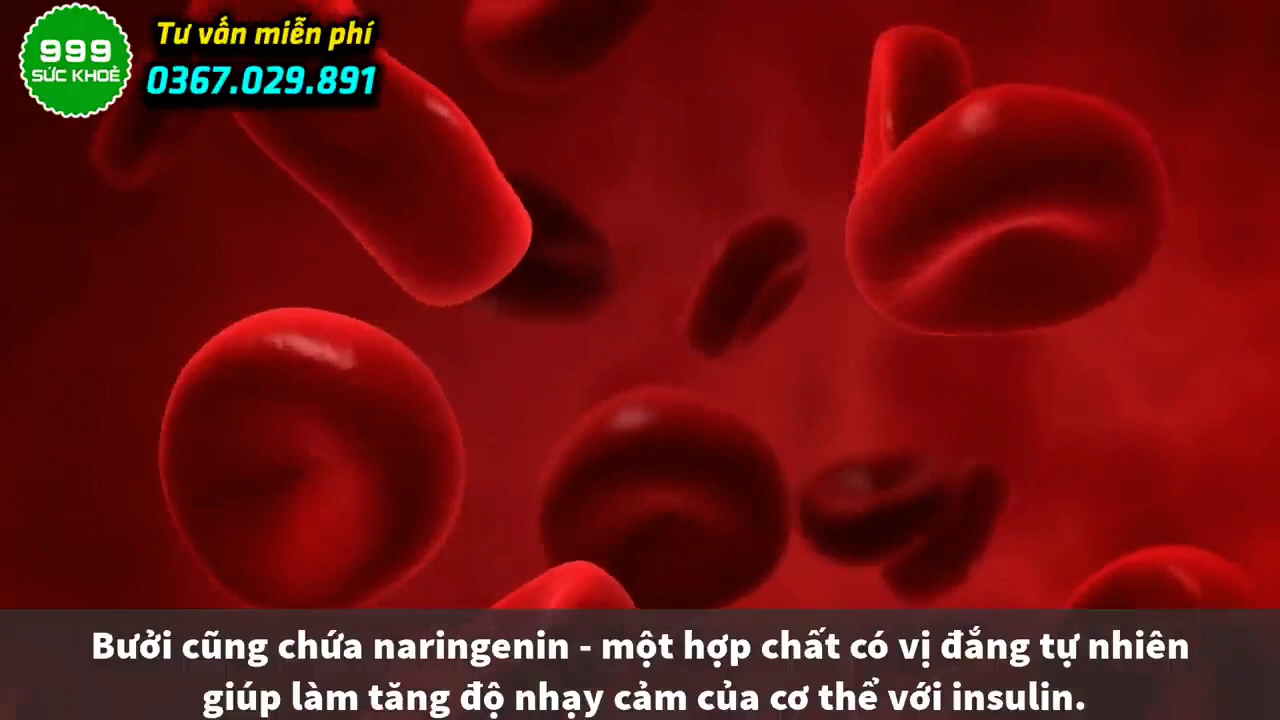 999
SỨC KHOẺ
Tư vấn miễn phí
0367.029.891
Bưởi cũng chứa naringenin - một hợp chất có vị đắng tự nhiên
giúp làm tăng độ nhạy cảm của cơ thể với insulin.